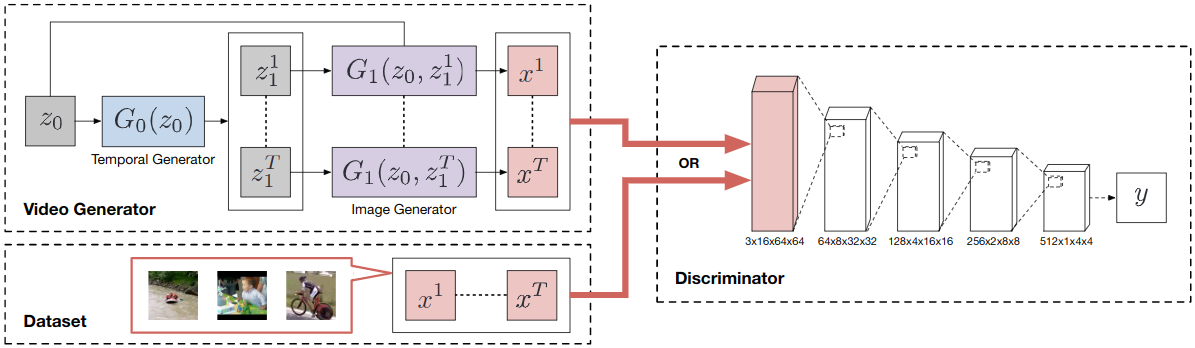 z_0
G_0(z_0)
Temporal Generator
z_1^1
z_1^T
G_1(z_0, z_1^1)
G_1(z_0, z_1^T)
Image Generator
x^1
x^T
Video Generator
Dataset
x^1
x^T
OR
3x16x64x64
64x8x32x32
128x4x16x16
256x2x8x8
512x1x4x4
y
Discriminator